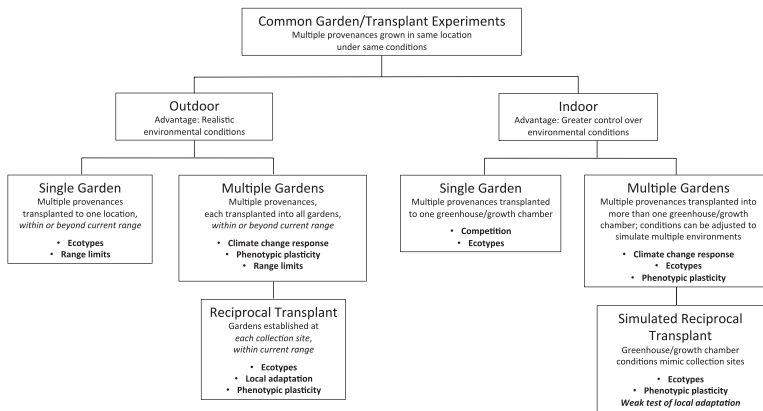 Common Garden/Transplant Experiments
Multiple provenances grown in same location
under same conditions
Outdoor
Advantage: Realistic
environmental conditions
Indoor
Advantage: Greater control over
environmental conditions
Single Garden
Multiple provenances
transplanted to one location,
within or beyond current range
• Ecotypes
• Range limits
Multiple Gardens
Multiple provenances,
each transplanted into all gardens,
within or beyond current range
• Climate change response
• Phenotypic plasticity
• Range limits
Single Garden
Multiple provenances transplanted
to one greenhouse/growth chamber
• Competition
• Ecotypes
Multiple Gardens
Multiple provenances transplanted into
more than one greenhouse/growth
chamber; conditions can be adjusted to
simulate multiple environments
• Climate change response
• Ecotypes
• Phenotypic plasticity
Reciprocal Transplant
Gardens established at
each collection site,
within current range
• Ecotypes
• Local adaptation
• Phenotypic plasticity
Simulated Reciprocal
Transplant
Greenhouse/growth chamber
conditions mimic collection sites
• Ecotypes
• Phenotypic plasticity
Weak test of local adaptation